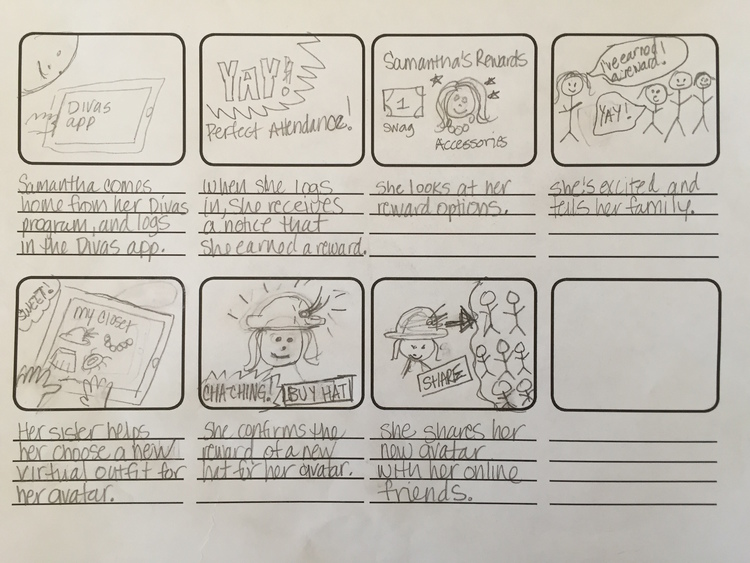 Divas
app
Samantha comes
home from her Divas
program, and logs
in the Divas app.
YAY!
Perfect Attendance!
When she logs
in, she receives
a notice that
she earned a reward.
Samantha's Rewards
1
swag
Accessories
she looks at her
reward options.
I've earned
a reward!
YAY!
she's excited and
tells her family.
SWEET!
My Closet
Her sister helps
her choose a new
virtual outfit for
her avatar.
CHA-CHING!
BUY HAT!
She confirms the
reward of a new
hat for her avatar.
SHARE
She shares her
new avatar
with her online
friends.